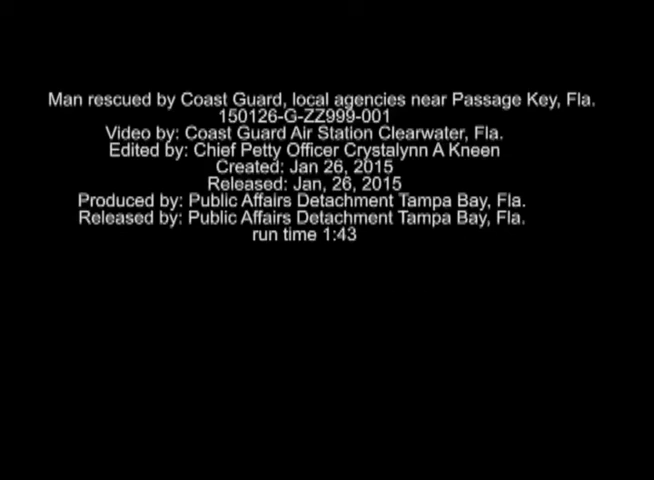 Man rescued by Coast Guard, local agencies near Passage Key, Fla.
150126-G-ZZ999-001
Video by: Coast Guard Air Station Clearwater, Fla.
Edited by: Chief Petty Officer Crystalynn A Kneen
Created: Jan 26, 2015
Released: Jan, 26, 2015
Produced by: Public Affairs Detachment Tampa Bay, Fla.
Released by: Public Affairs Detachment Tampa Bay, Fla.
run time 1:43